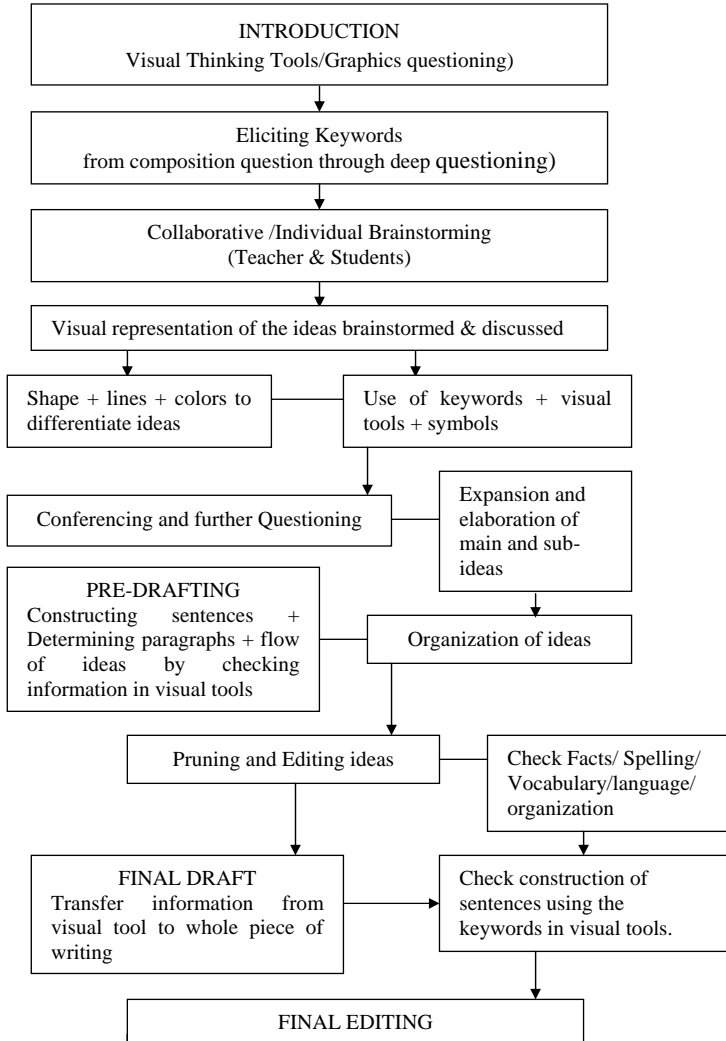 INTRODUCTION
Visual Thinking Tools/Graphics questioning)
Eliciting Keywords
from composition question through deep questioning)
Collaborative /Individual Brainstorming
(Teacher & Students)
Visual representation of the ideas brainstormed & discussed
Shape + lines + colors to
differentiate ideas
Use of keywords + visual
tools + symbols
Conferencing and further Questioning
Expansion and
elaboration of
main and sub-
ideas
PRE-DRAFTING
Constructing sentences +
Determining paragraphs + flow
of ideas by checking
information in visual tools
Organization of ideas
Pruning and Editing ideas
Check Facts/ Spelling/
Vocabulary/language/
organization
FINAL DRAFT
Transfer information from
visual tool to whole piece of
writing
Check construction of
sentences using the
keywords in visual tools.
FINAL EDITING